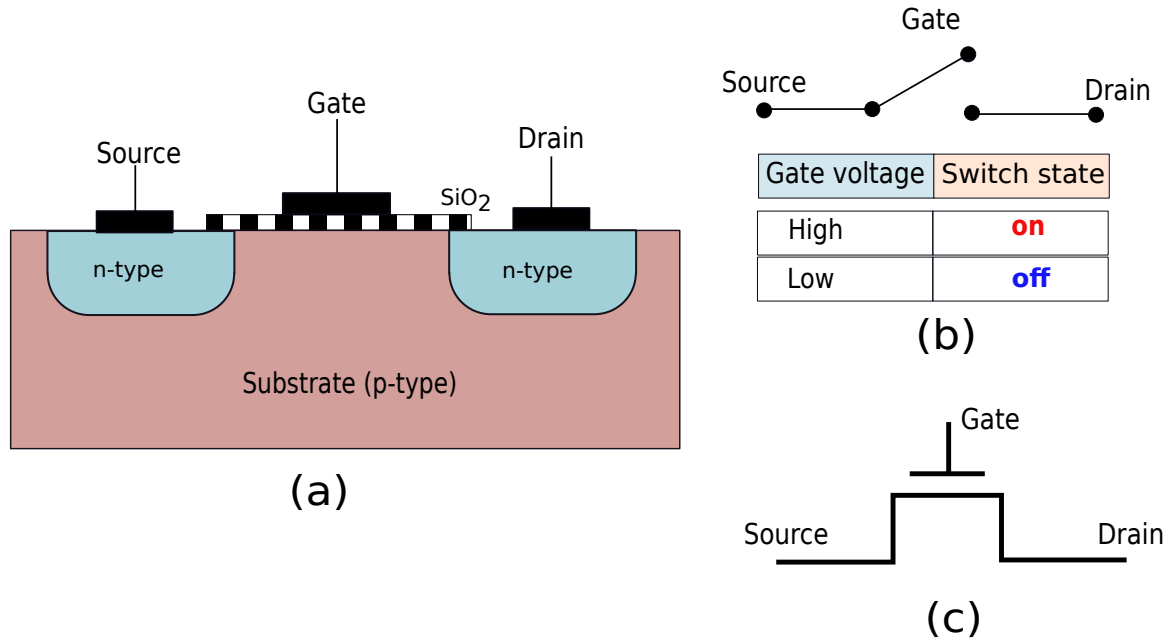 Gate
Source
Drain
SiO2
n-type
n-type
Substrate (p-type)
(a)
Gate
Source
Drain
Gate voltage Switch state
High on
Low off
(b)
Gate
Source
Drain
(c)